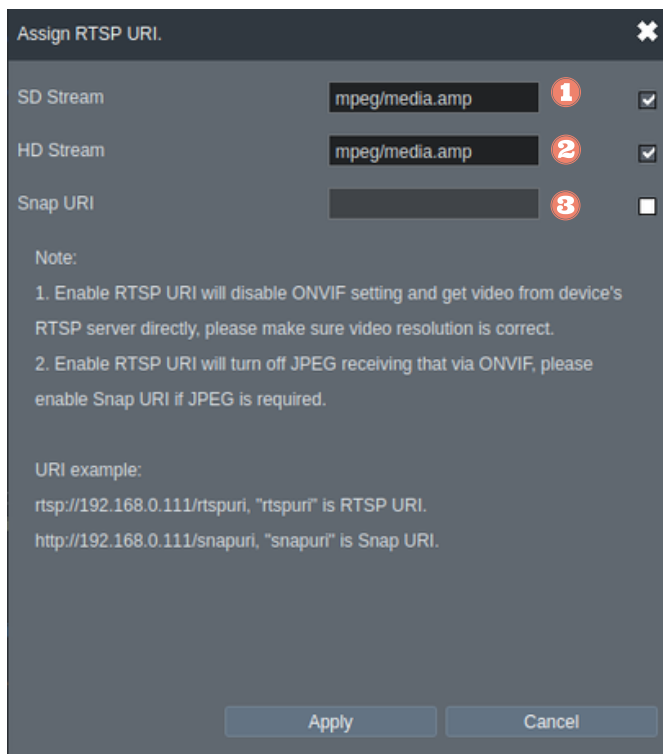 Assign RTSP URI. ✖
SD Stream mpeg/media.amp 1
HD Stream mpeg/media.amp 2
Snap URI 3
Note:
1. Enable RTSP URI will disable ONVIF setting and get video from device's
RTSP server directly, please make sure video resolution is correct.
2. Enable RTSP URI will turn off JPEG receiving that via ONVIF, please
enable Snap URI if JPEG is required.
URI example:
rtsp://192.168.0.111/rtspuri, "rtspuri" is RTSP URI.
http://192.168.0.111/snapuri, "snapuri" is Snap URI.
Apply Cancel